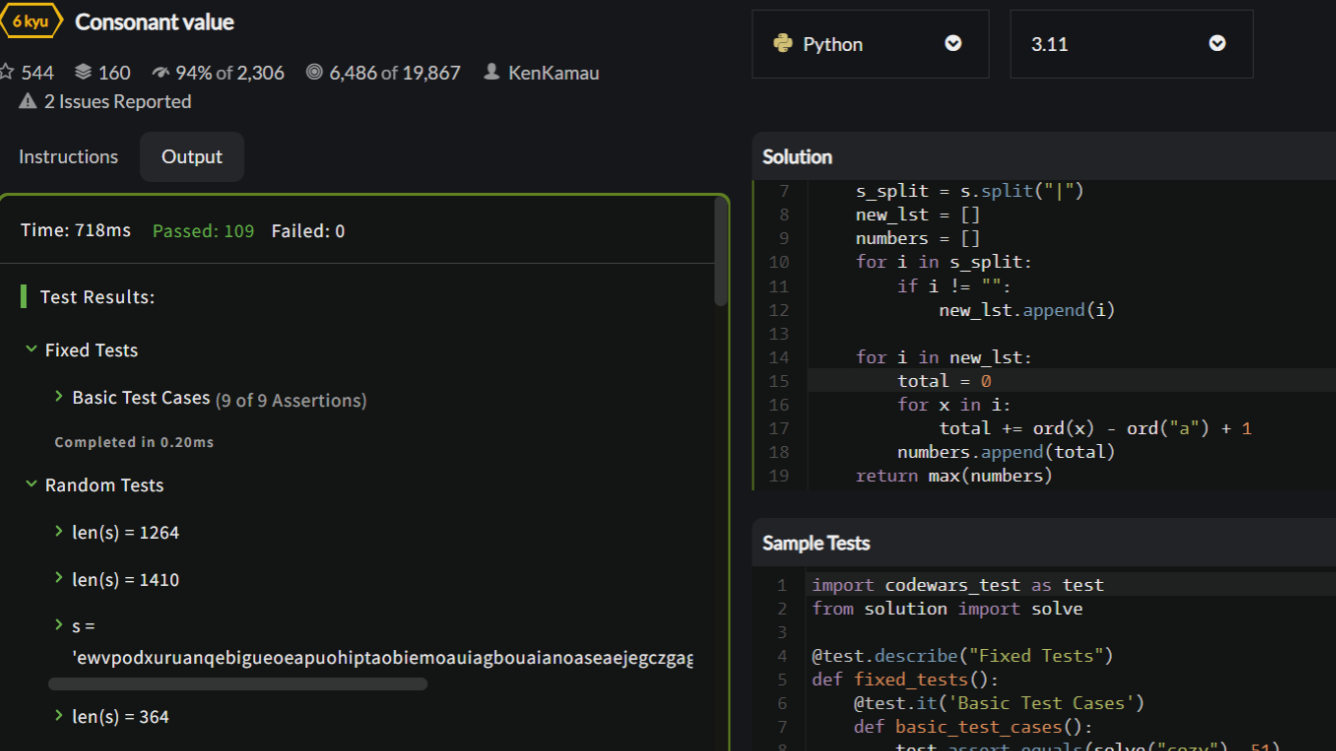 6 kyu Consonant value
544 160 94% of 2,306 6,486 of 19,867 KenKamau
2 Issues Reported
Instructions Output
Time: 718ms Passed: 109 Failed: 0
Test Results:
Fixed Tests
Basic Test Cases (9 of 9 Assertions)
Completed in 0.20ms
Random Tests
len(s) = 1264
len(s) = 1410
s =
'ewvpodxuruanqebigueoeapuohiptaobiemoauiagbouaianoaseaejegczgag
len(s) = 364
Python 3.11
Solution
7 s_split = s.split("|")
8 new_lst = []
9 numbers = []
10 for i in s_split:
11 if i != "":
12 new_lst.append(i)
13
14 for i in new_lst:
15 total = 0
16 for x in i:
17 total += ord(x) - ord("a") + 1
18 numbers.append(total)
19 return max(numbers)
Sample Tests
1 import codewars_test as test
2 from solution import solve
3
4 @test.describe("Fixed Tests")
5 def fixed_tests():
6 @test.it('Basic Test Cases')
7 def basic_test_cases():
8 test.assert_equals(solve("cozy"), 51)